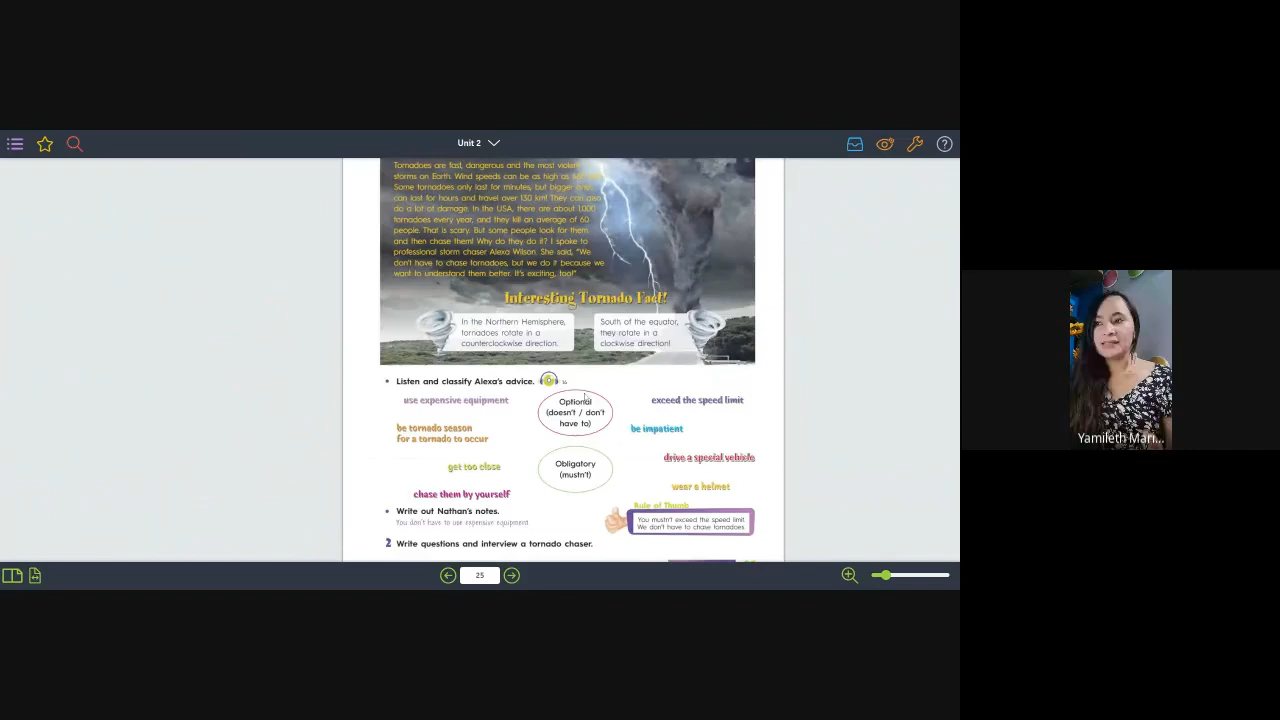 Unit 2
Tornadoes are fast, dangerous and the most violent
storms on Earth. Wind speeds can be as high as
Some tornadoes only last for minutes, but bigger ones
can last for hours and travel over 130 km! They can also
do a lot of damage. In the USA, there are about 1,000
tornadoes every year, and they kill an average of 60
people. That is scary. But some people look for them
and then chase them! Why do they do it? I spoke to
professional storm chaser Alexa Wilson. She said, "We
don't have to chase tornadoes, but we do it because we
want to understand them better. It's exciting, too!"
Interesting Tornado Fact!
In the Northern Hemisphere,
tornadoes rotate in a
counterclockwise direction.
South of the equator,
they rotate in a
clockwise direction!
Listen and classify Alexa's advice.
use expensive equipment
be tornado season
for a tornado to occur
get too close
chase them by yourself
Optional
(doesn't / don't
have to)
Obligatory
(mustn't)
exceed the speed limit
be impatient
drive a special vehicle
wear a helmet
Write out Nathan's notes.
You don't have to use expensive equipment
Rule of Thumb
You mustn't exceed the speed limit.
We don't have to chase tornadoes
2 Write questions and interview a tornado chaser.
25
Yamileth Mari...